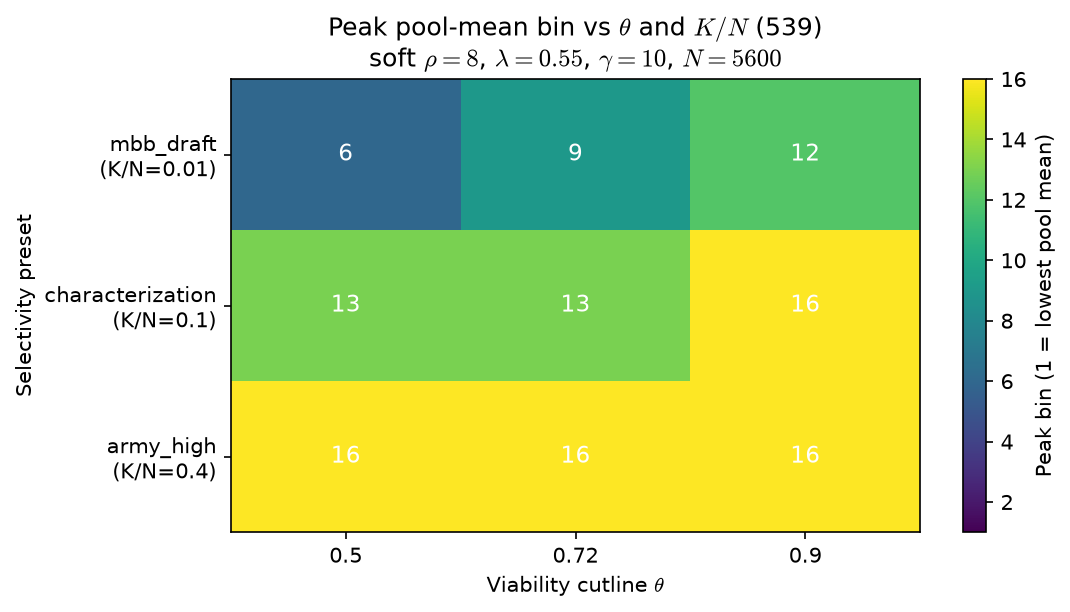 Peak pool-mean bin vs θ and K/N (539)
soft ρ = 8, λ = 0.55, γ = 10, N = 5600
Selectivity preset
mbb_draft
(K/N=0.01)
6 9 12
characterization
(K/N=0.1)
13 13 16
army_high
(K/N=0.4)
16 16 16
0.5 0.72 0.9
Viability cutline θ
16
14
12
10
8
6
4
2
Peak bin (1 = lowest pool mean)